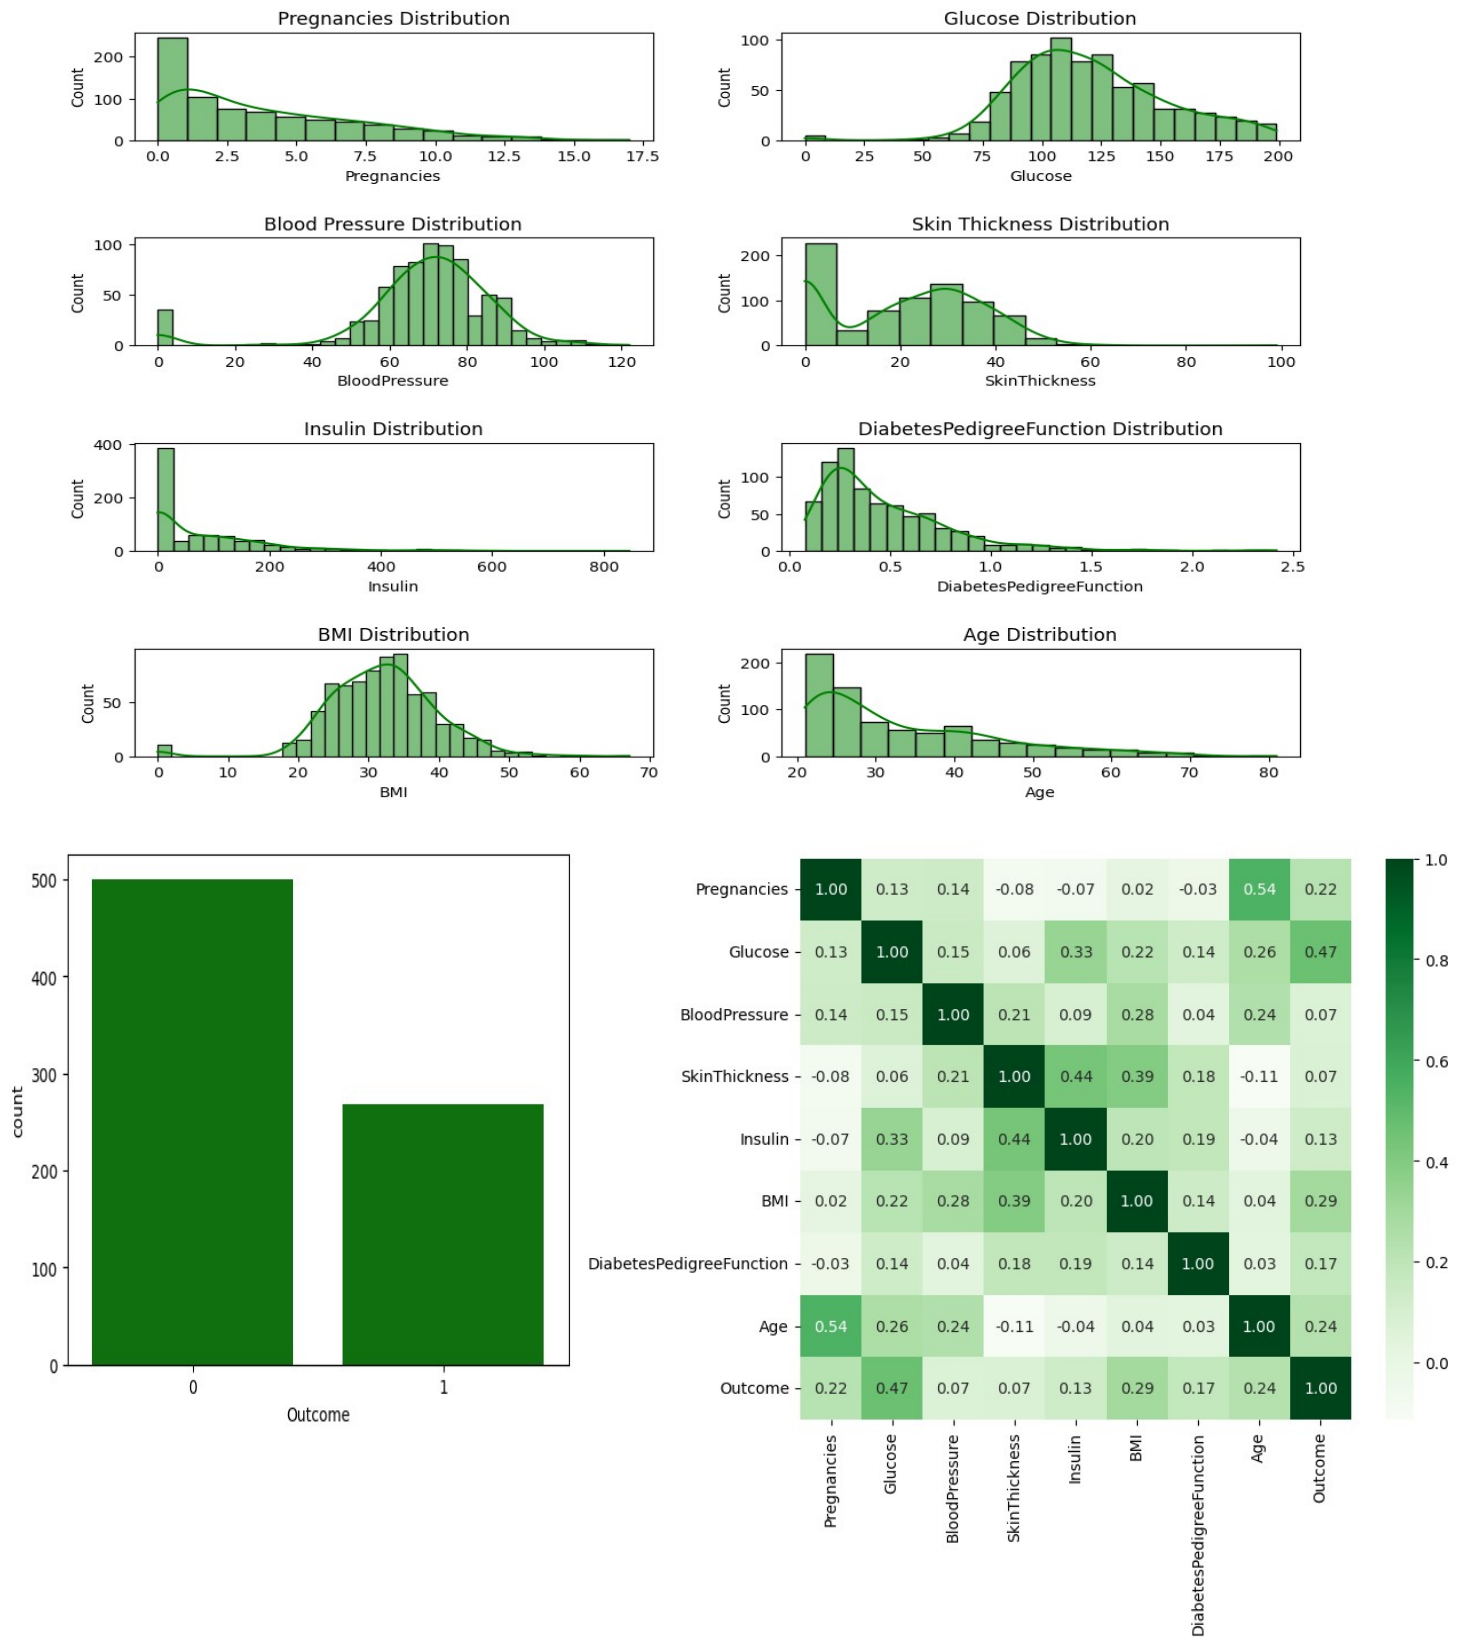 Pregnancies Distribution
Count
200
100
0
0.0 2.5 5.0 7.5 10.0 12.5 15.0 17.5
Pregnancies
Glucose Distribution
Count
100
50
0
0 25 50 75 100 125 150 175 200
Glucose
Blood Pressure Distribution
Count
100
50
0
0 20 40 60 80 100 120
BloodPressure
Skin Thickness Distribution
Count
200
100
0
0 20 40 60 80 100
SkinThickness
Insulin Distribution
Count
400
200
0
0 200 400 600 800
Insulin
DiabetesPedigreeFunction Distribution
Count
100
50
0
0.0 0.5 1.0 1.5 2.0 2.5
DiabetesPedigreeFunction
BMI Distribution
Count
50
0
0 10 20 30 40 50 60 70
BMI
Age Distribution
Count
200
100
0
20 30 40 50 60 70 80
Age
count
500
400
300
200
100
0
0 1
Outcome
Pregnancies 1.00 0.13 0.14 -0.08 -0.07 0.02 -0.03 0.54 0.22
Glucose 0.13 1.00 0.15 0.06 0.33 0.22 0.14 0.26 0.47
BloodPressure 0.14 0.15 1.00 0.21 0.09 0.28 0.04 0.24 0.07
SkinThickness -0.08 0.06 0.21 1.00 0.44 0.39 0.18 -0.11 0.07
Insulin -0.07 0.33 0.09 0.44 1.00 0.20 0.19 -0.04 0.13
BMI 0.02 0.22 0.28 0.39 0.20 1.00 0.14 0.04 0.29
DiabetesPedigreeFunction -0.03 0.14 0.04 0.18 0.19 0.14 1.00 0.03 0.17
Age 0.54 0.26 0.24 -0.11 -0.04 0.04 0.03 1.00 0.24
Outcome 0.22 0.47 0.07 0.07 0.13 0.29 0.17 0.24 1.00
Pregnancies
Glucose
BloodPressure
SkinThickness
Insulin
BMI
DiabetesPedigreeFunction
Age
Outcome
1.0
0.8
0.6
0.4
0.2
0.0